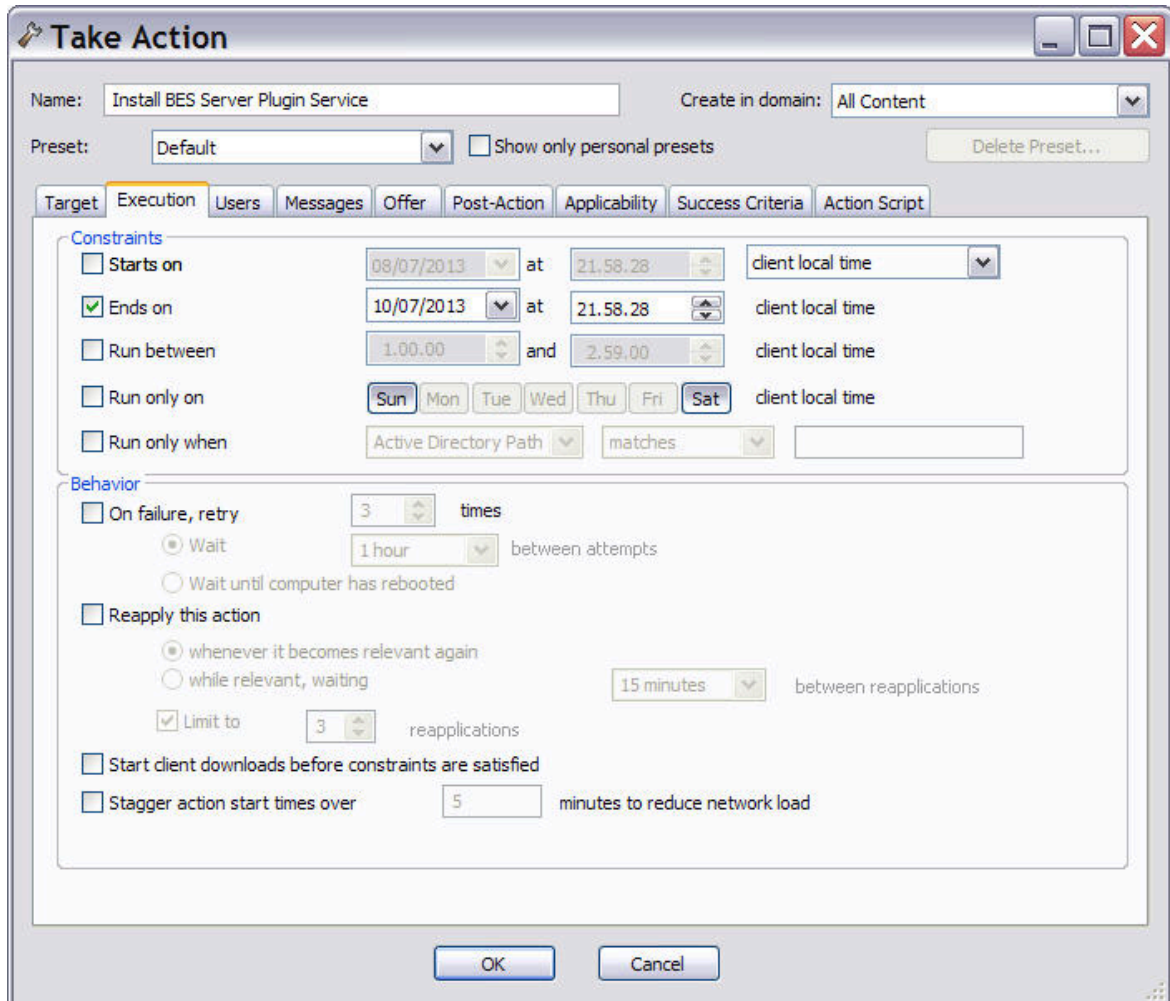 Take Action
Name: Install BES Server Plugin Service Create in domain: All Content
Preset: Default Show only personal presets Delete Preset...
Target Execution Users Messages Offer Post-Action Applicability Success Criteria Action Script
Constraints
Starts on 08/07/2013 at 21.58.28 client local time
Ends on 10/07/2013 at 21.58.28 client local time
Run between 1.00.00 and 2.59.00 client local time
Run only on Sun Mon Tue Wed Thu Fri Sat client local time
Run only when Active Directory Path matches
Behavior
On failure, retry 3 times
Wait 1 hour between attempts
Wait until computer has rebooted
Reapply this action
whenever it becomes relevant again
while relevant, waiting 15 minutes between reapplications
Limit to 3 reapplications
Start client downloads before constraints are satisfied
Stagger action start times over 5 minutes to reduce network load
OK Cancel